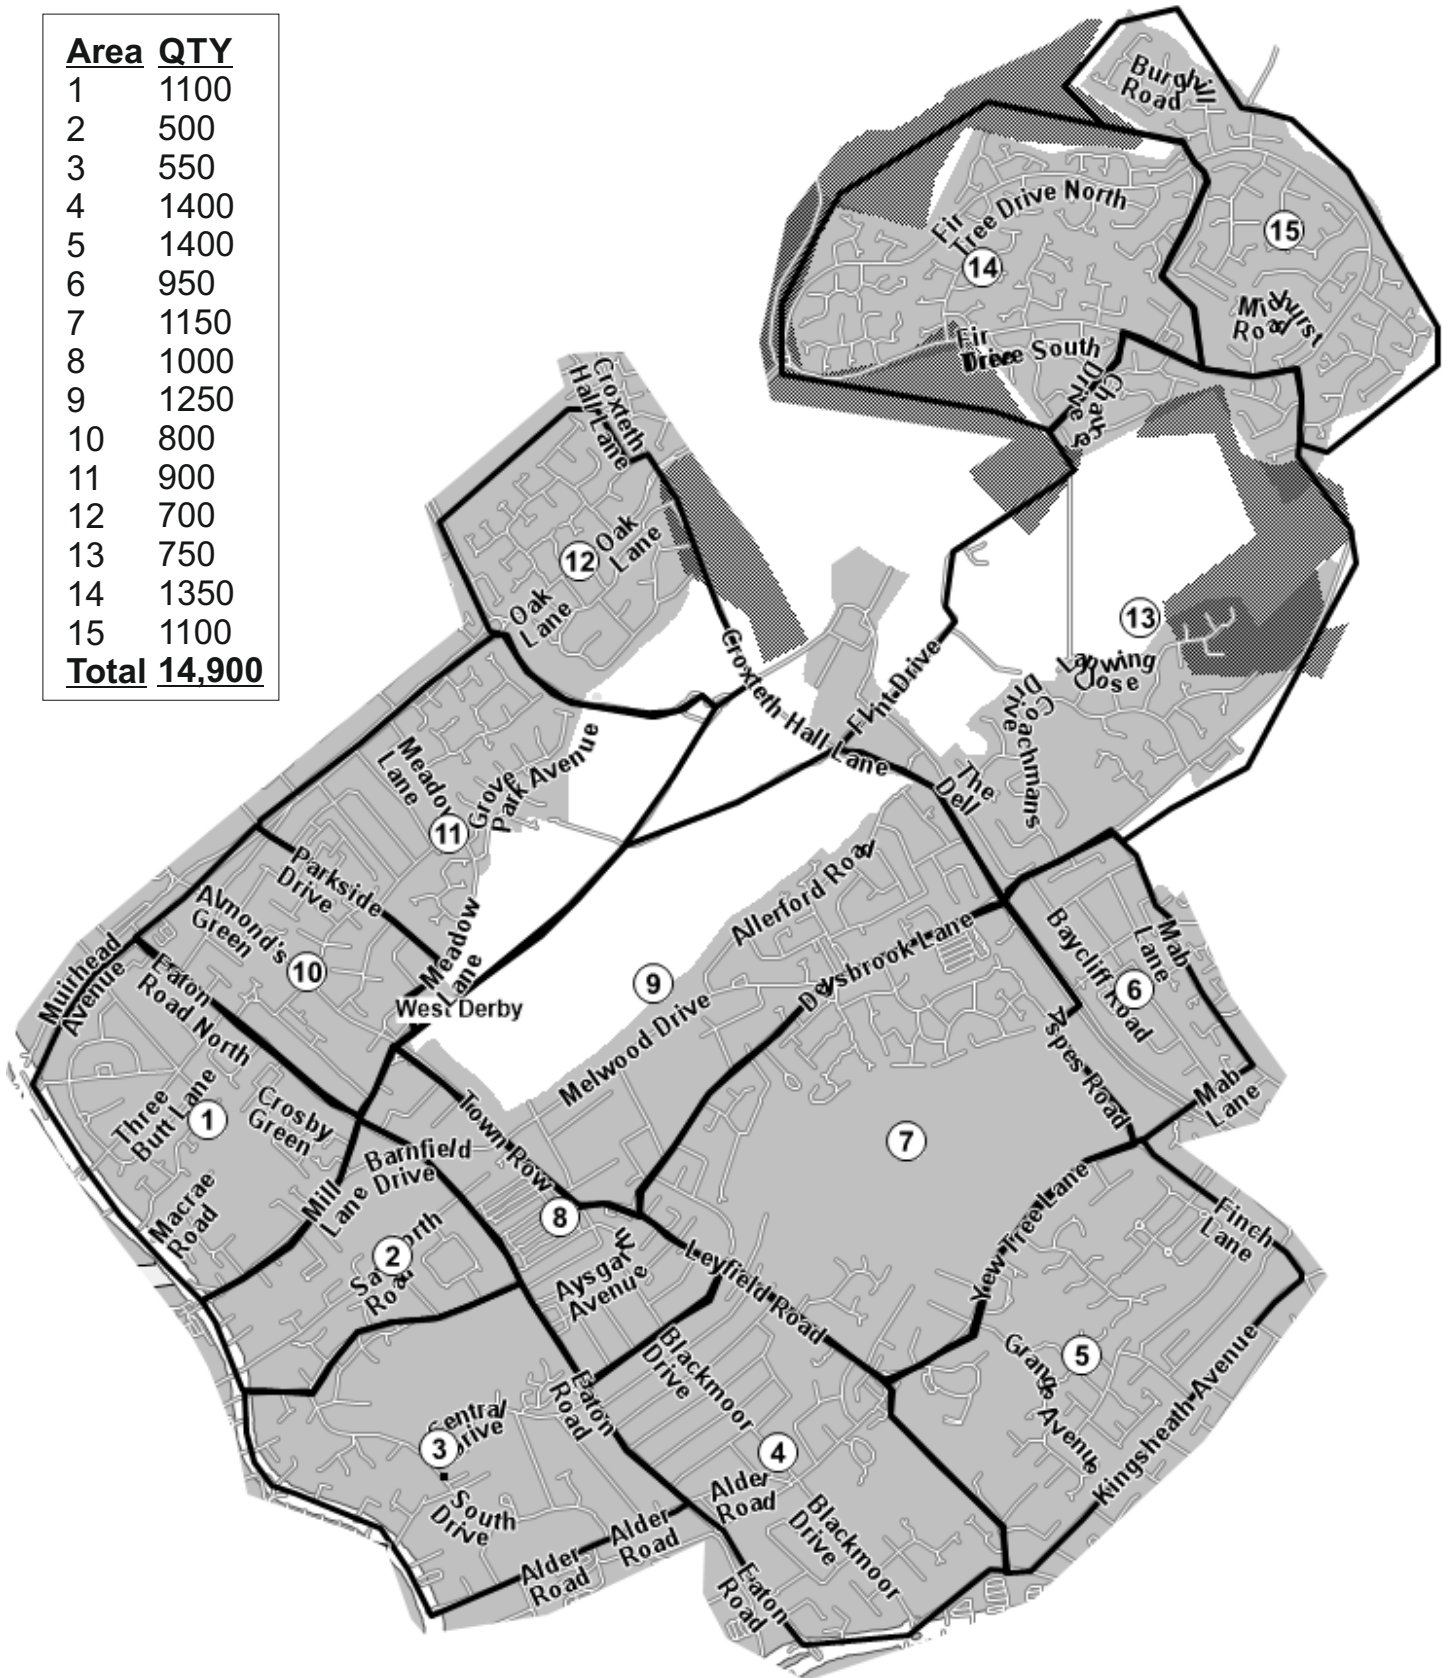 Area QTY
1 1100
2 500
3 550
4 1400
5 1400
6 950
7 1150
8 1000
9 1250
10 800
11 900
12 700
13 750
14 1350
15 1100
Total 14,900
Burghill
Road
15
Fir
Tree Drive North
14
Midhurst
Road
Fir
Drive South
Chaucer
Drive
Croxteth
Hall Lane
12
Oak
Lane
Oak
Lane
13
Lapwing
Close
Coachmans
Drive
Croxteth Hall Lane
Flint Drive
The
Dell
Meadow
Lane
Grove
Park Avenue
11
Parkside
Drive
Almond's
Green
10
Meadow
Lane
West Derby
Muirhead
Avenue
Eaton
Road North
9
Allerford Road
Deysbrook Lane
Melwood Drive
Baycliff Road
Mab
Lane
6
Aspes Road
Mab
Lane
Three
Butt Lane
1
Crosby
Green
Barnfield
Drive
Town Row
7
Macrae
Road
Mill
Lane
2
Road
8
Aysgarth
Avenue
Leyfield Road
Yew Tree Lane
Finch
Lane
5
Grange
Avenue
Kingsheath Avenue
Blackmoor
Drive
Eaton
Road
Central
Drive
3
South
Drive
4
Alder
Road
Alder
Road
Alder
Road
Blackmoor
Drive
Eaton
Road